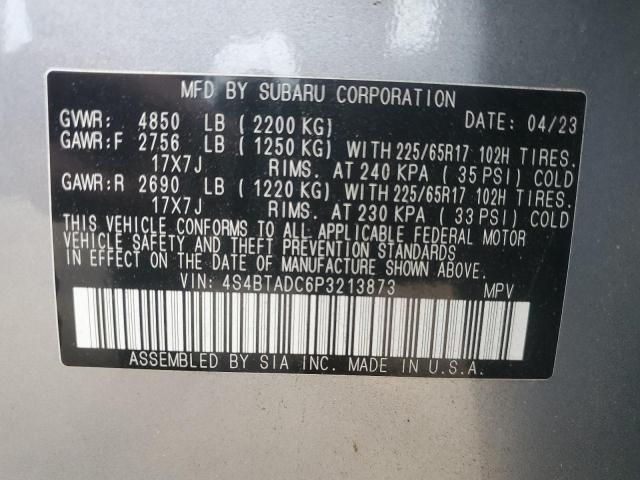 MFD BY SUBARU CORPORATION
GVWR: 4850 LB (2200 KG) DATE: 04/23
GAWR:F 2756 LB (1250 KG) WITH 225/65R17 102H TIRES.
17X7J RIMS. AT 240 KPA (35 PSI) COLD
GAWR:R 2690 LB (1220 KG) WITH 225/65R17 102H TIRES.
17X7J RIMS. AT 230 KPA (33 PSI) COLD
THIS VEHICLE CONFORMS TO ALL APPLICABLE FEDERAL MOTOR
VEHICLE SAFETY AND THEFT PREVENTION STANDARDS
IN EFFECT ON THE DATE OF MANUFACTURE SHOWN ABOVE.
VIN: 4S4BTADC6P3213873 MPV
ASSEMBLED BY SIA INC. MADE IN U.S.A.